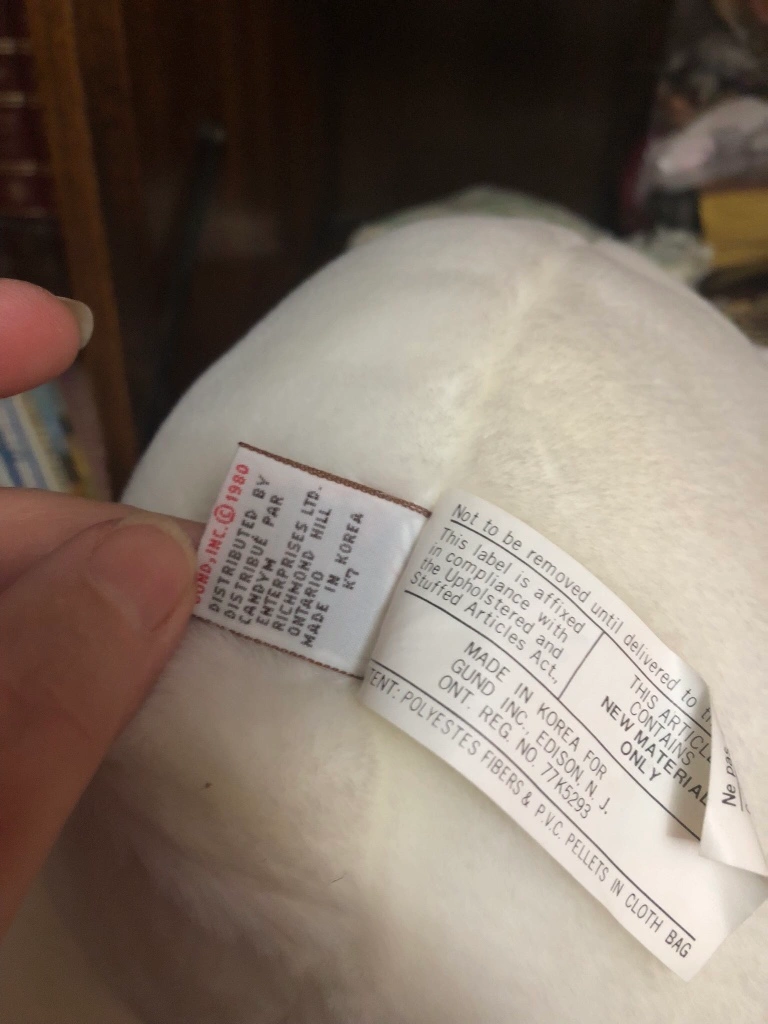 GUND, INC. © 1980
DISTRIBUTED BY
DISTRIBUÉ PAR
CANDYM
ENTERPRISES LTD.
RICHMOND HILL
ONTARIO
MADE IN KOREA
K7
Not to be removed until delivered to
This label is affixed
in compliance with
the Upholstered and
Stuffed Articles Act,
THIS ARTICLE
CONTAINS
NEW MATERIAL
ONLY
MADE IN KOREA FOR
GUND INC., EDISON, N. J.
ONT. REG. NO. 77K5293
TENT: POLYESTES FIBERS & P.V.C. PELLETS IN CLOTH BAG
Ne pas